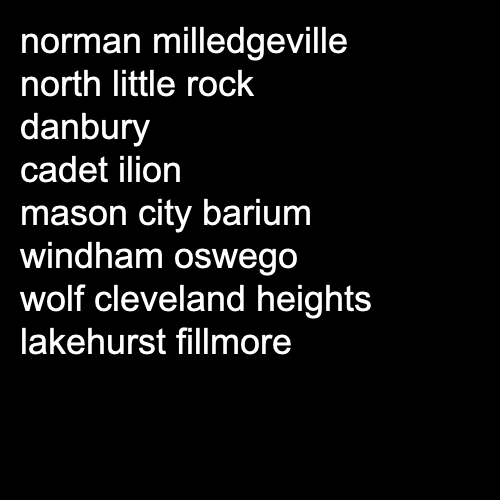 norman milledgeville
north little rock
danbury
cadet ilion
mason city barium
windham oswego
wolf cleveland heights
lakehurst fillmore